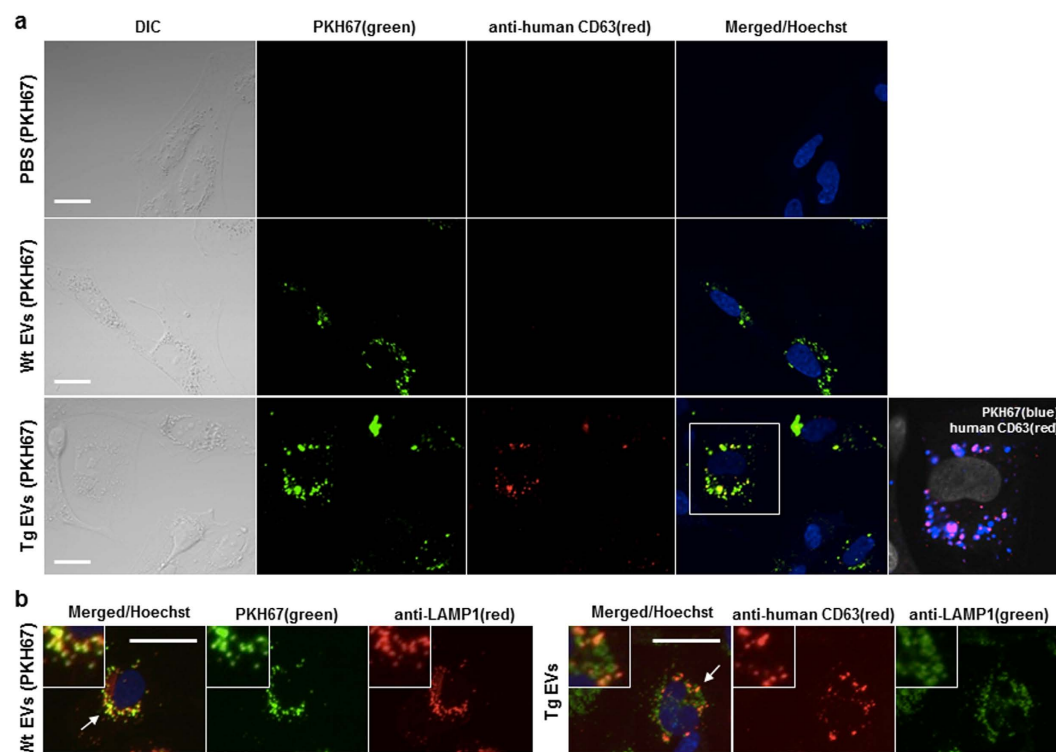 a
DIC
PKH67(green)
anti-human CD63(red)
Merged/Hoechst
PBS (PKH67)
Wt EVs (PKH67)
Tg EVs (PKH67)
PKH67(blue)
human CD63(red)
b
Merged/Hoechst
PKH67(green)
anti-LAMP1(red)
Merged/Hoechst
anti-human CD63(red)
anti-LAMP1(green)
Wt EVs (PKH67)
Tg EVs